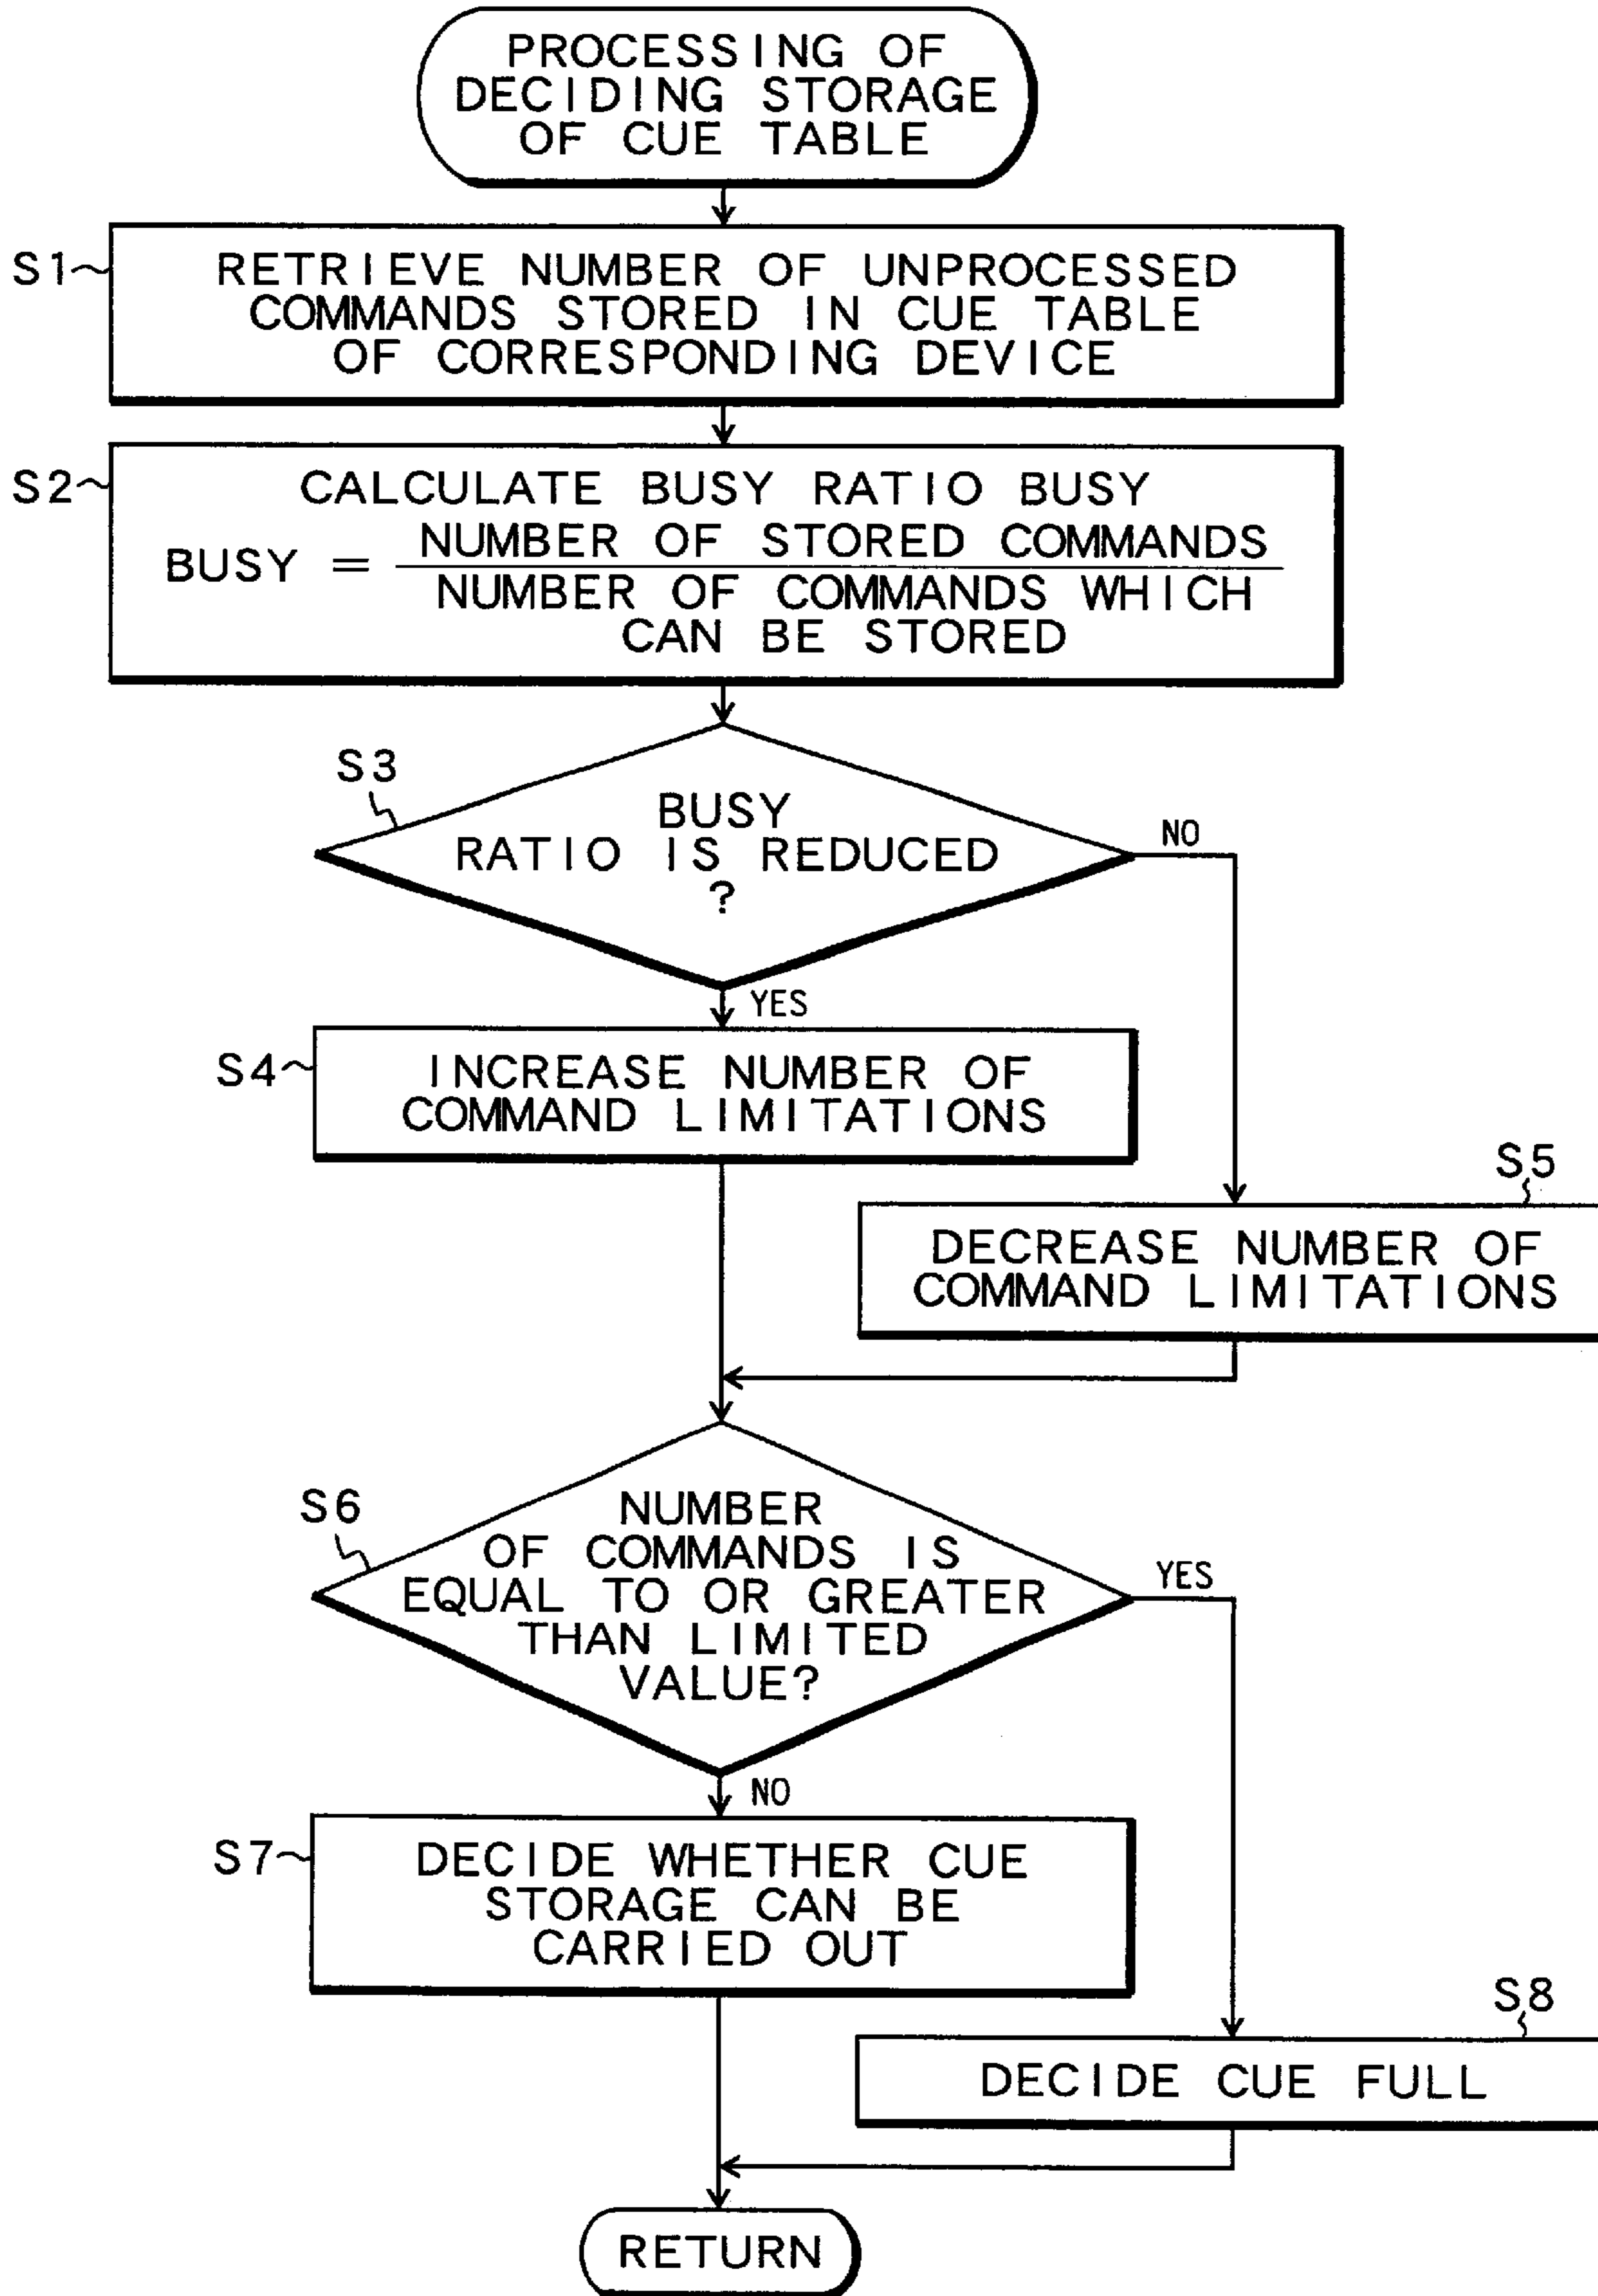 PROCESSING OF
DECIDING STORAGE
OF CUE TABLE
S1
RETRIEVE NUMBER OF UNPROCESSED
COMMANDS STORED IN CUE TABLE
OF CORRESPONDING DEVICE
S2
CALCULATE BUSY RATIO BUSY
BUSY = NUMBER OF STORED COMMANDS
NUMBER OF COMMANDS WHICH
CAN BE STORED
S3
BUSY
RATIO IS REDUCED
?
NO
YES
S4
INCREASE NUMBER OF
COMMAND LIMITATIONS
S5
DECREASE NUMBER OF
COMMAND LIMITATIONS
S6
NUMBER
OF COMMANDS IS
EQUAL TO OR GREATER
THAN LIMITED
VALUE?
YES
NO
S7
DECIDE WHETHER CUE
STORAGE CAN BE
CARRIED OUT
S8
DECIDE CUE FULL
RETURN